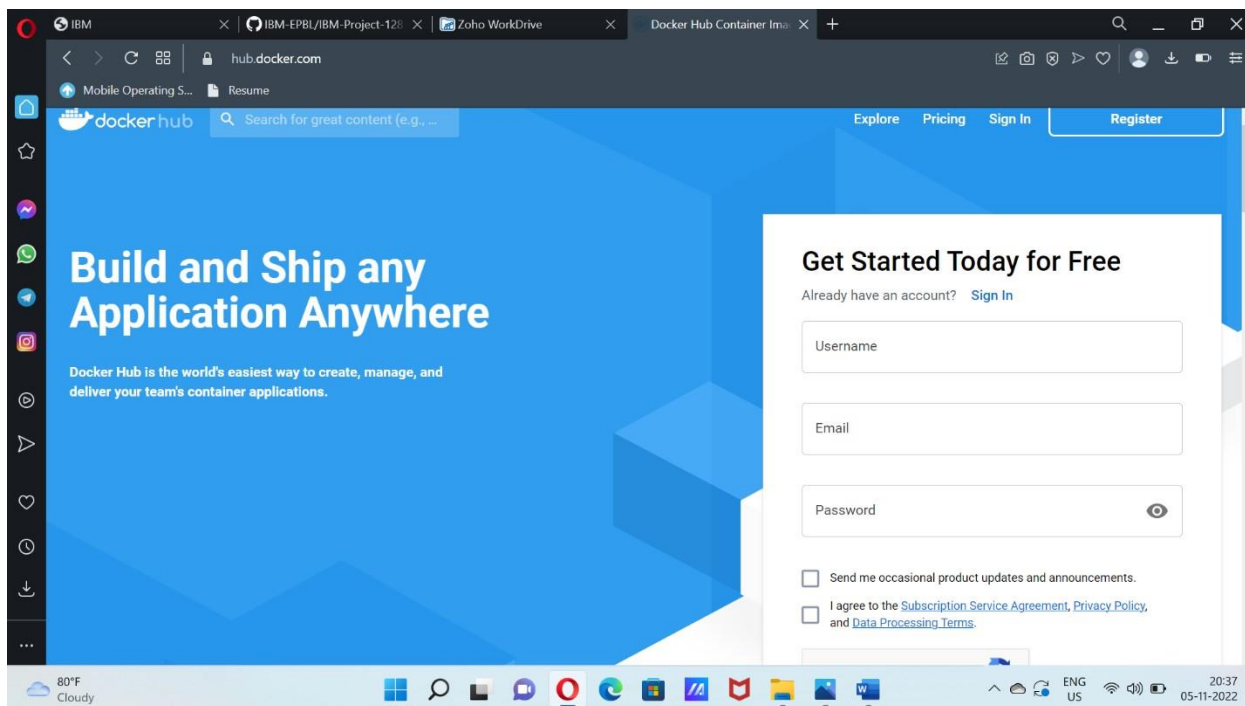 IBM
IBM-EPBL/IBM-Project-128
Zoho WorkDrive
Docker Hub Container Ima
hub.docker.com
Mobile Operating S...
Resume
dockerhub
Search for great content (e.g., ...
Explore
Pricing
Sign In
Register
Build and Ship any
Application Anywhere
Docker Hub is the world's easiest way to create, manage, and
deliver your team's container applications.
Get Started Today for Free
Already have an account? Sign In
Username
Email
Password
Send me occasional product updates and announcements.
I agree to the Subscription Service Agreement, Privacy Policy,
and Data Processing Terms.
80°F
Cloudy
ENG
US
20:37
05-11-2022